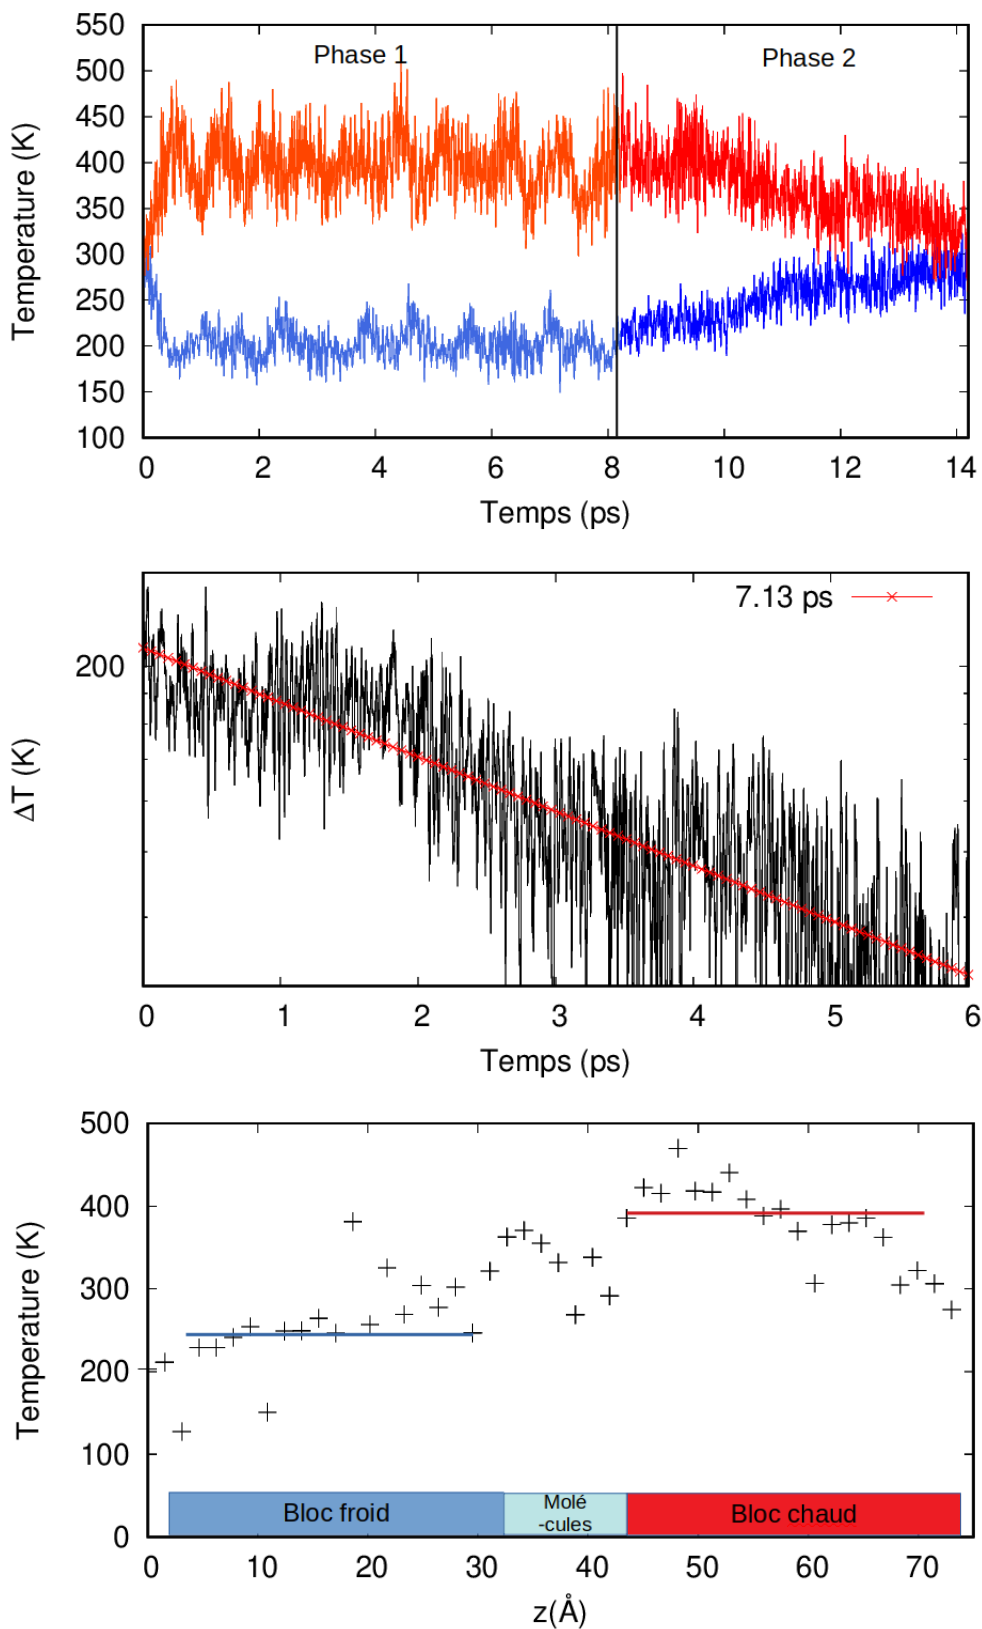 550
500
450
400
350
300
250
200
150
100
Temperature (K)
Phase 1
Phase 2
0 2 4 6 8 10 12 14
Temps (ps)
7.13 ps
200
ΔT (K)
0 1 2 3 4 5 6
Temps (ps)
500
400
300
200
100
0
Temperature (K)
Bloc froid
Molé
-cules
Bloc chaud
0 10 20 30 40 50 60 70
z(Å)